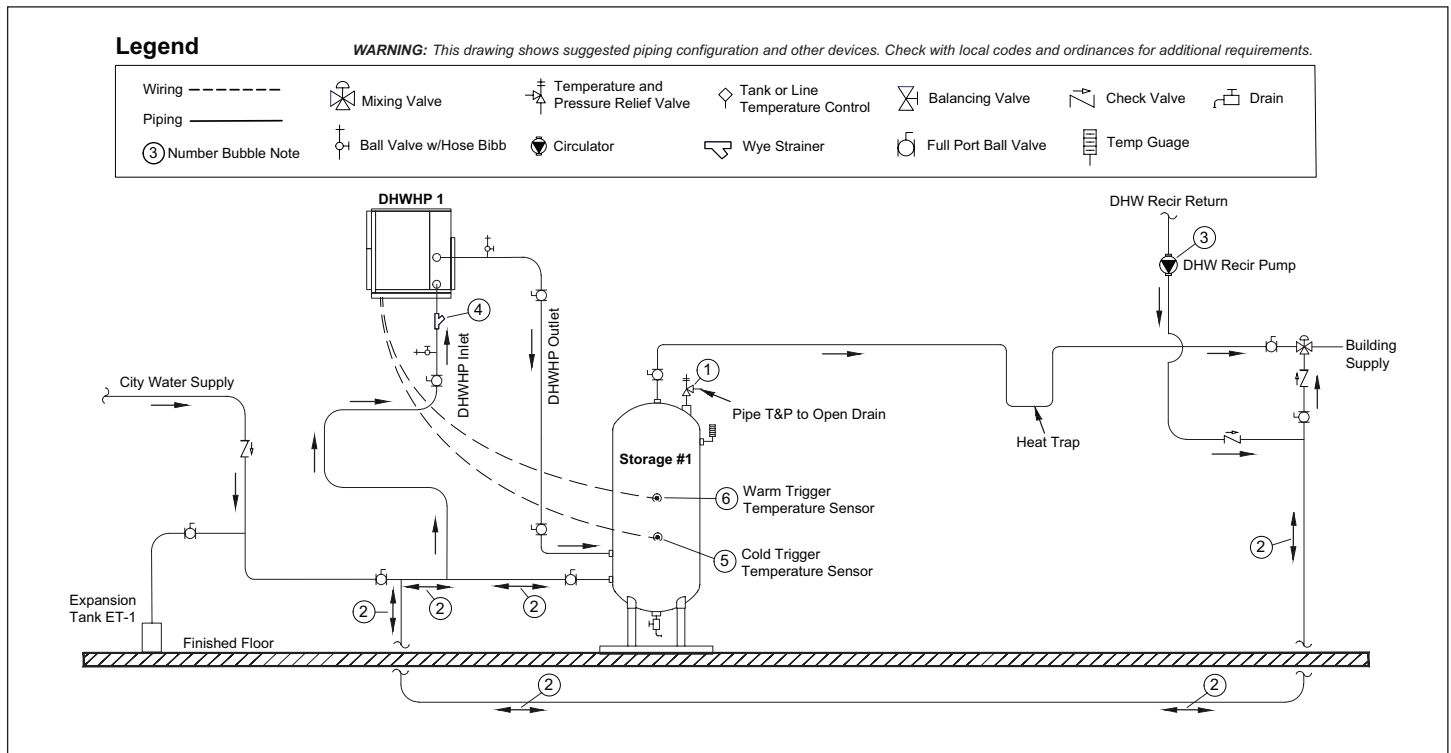 Legend
WARNING: This drawing shows suggested piping configuration and other devices. Check with local codes and ordinances for additional requirements.
Wiring
Piping
3 Number Bubble Note
Mixing Valve
Ball Valve w/Hose Bibb
Temperature and
Pressure Relief Valve
Circulator
Tank or Line
Temperature Control
Wye Strainer
Balancing Valve
Full Port Ball Valve
Check Valve
Temp Guage
Drain
DHWHP 1
DHW Recir Return
3
DHW Recir Pump
4
DHWHP Inlet
DHWHP Outlet
Building
Supply
City Water Supply
1
Pipe T&P to Open Drain
Heat Trap
Storage #1
6 Warm Trigger
Temperature Sensor
5 Cold Trigger
Temperature Sensor
2
2
2
2
Expansion
Tank ET-1
Finished Floor
2
2